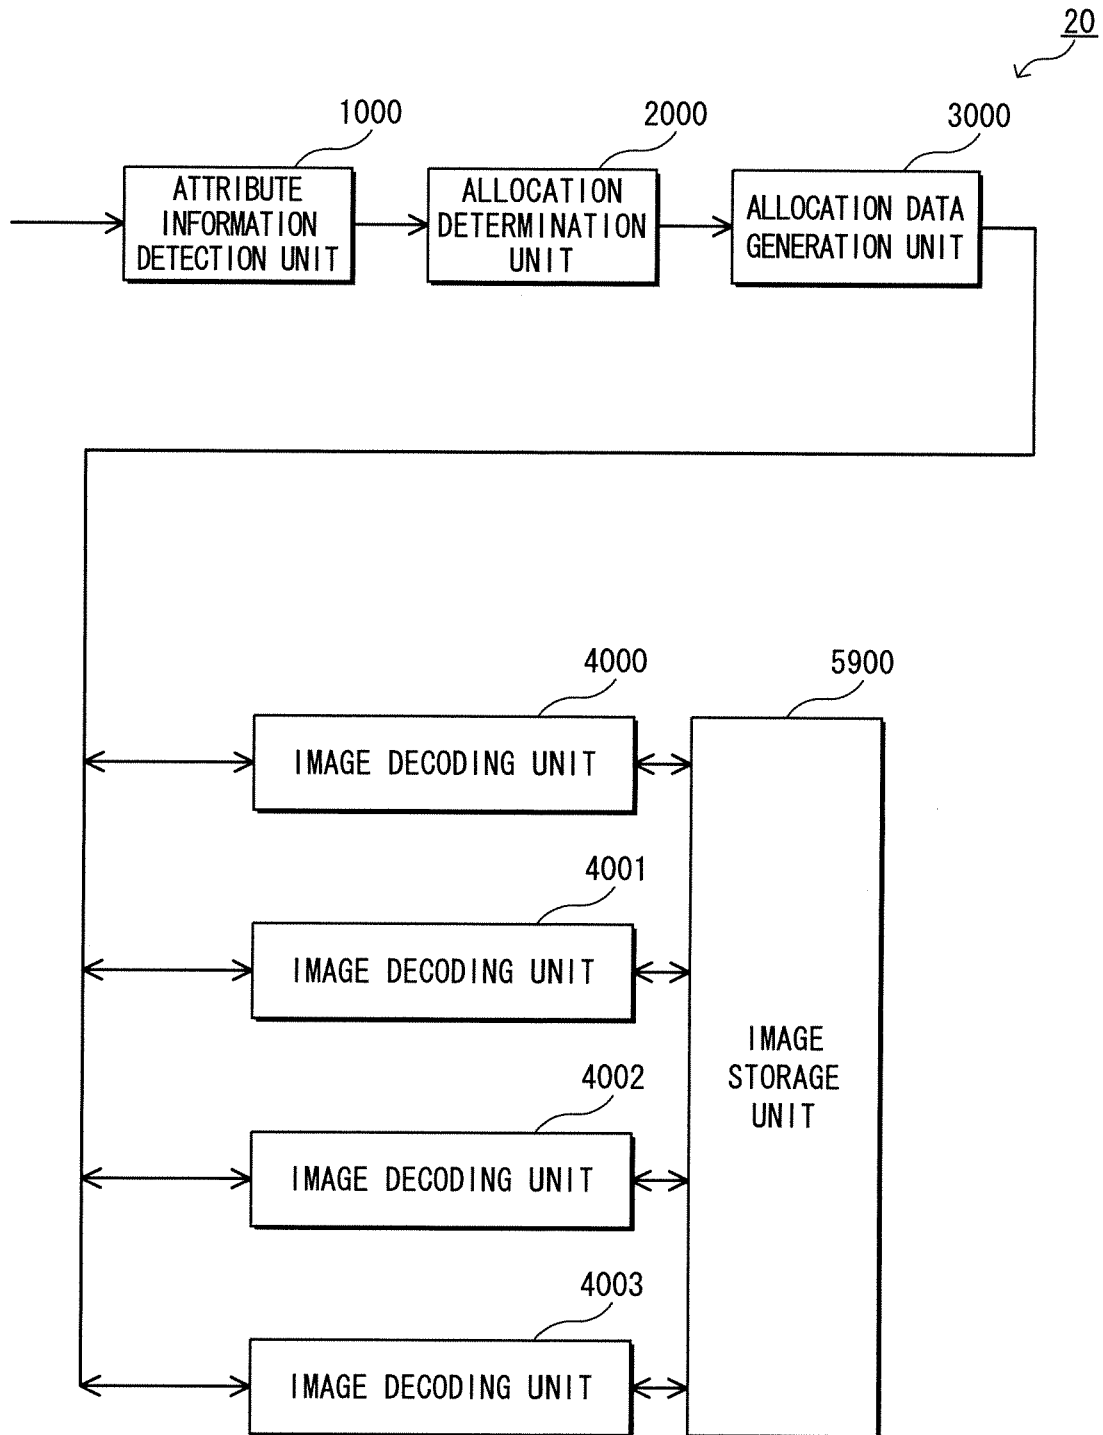 20
1000
2000
3000
ATTRIBUTE
INFORMATION
DETECTION UNIT
ALLOCATION
DETERMINATION
UNIT
ALLOCATION DATA
GENERATION UNIT
4000
5900
IMAGE DECODING UNIT
4001
IMAGE DECODING UNIT
IMAGE
STORAGE
UNIT
4002
IMAGE DECODING UNIT
4003
IMAGE DECODING UNIT